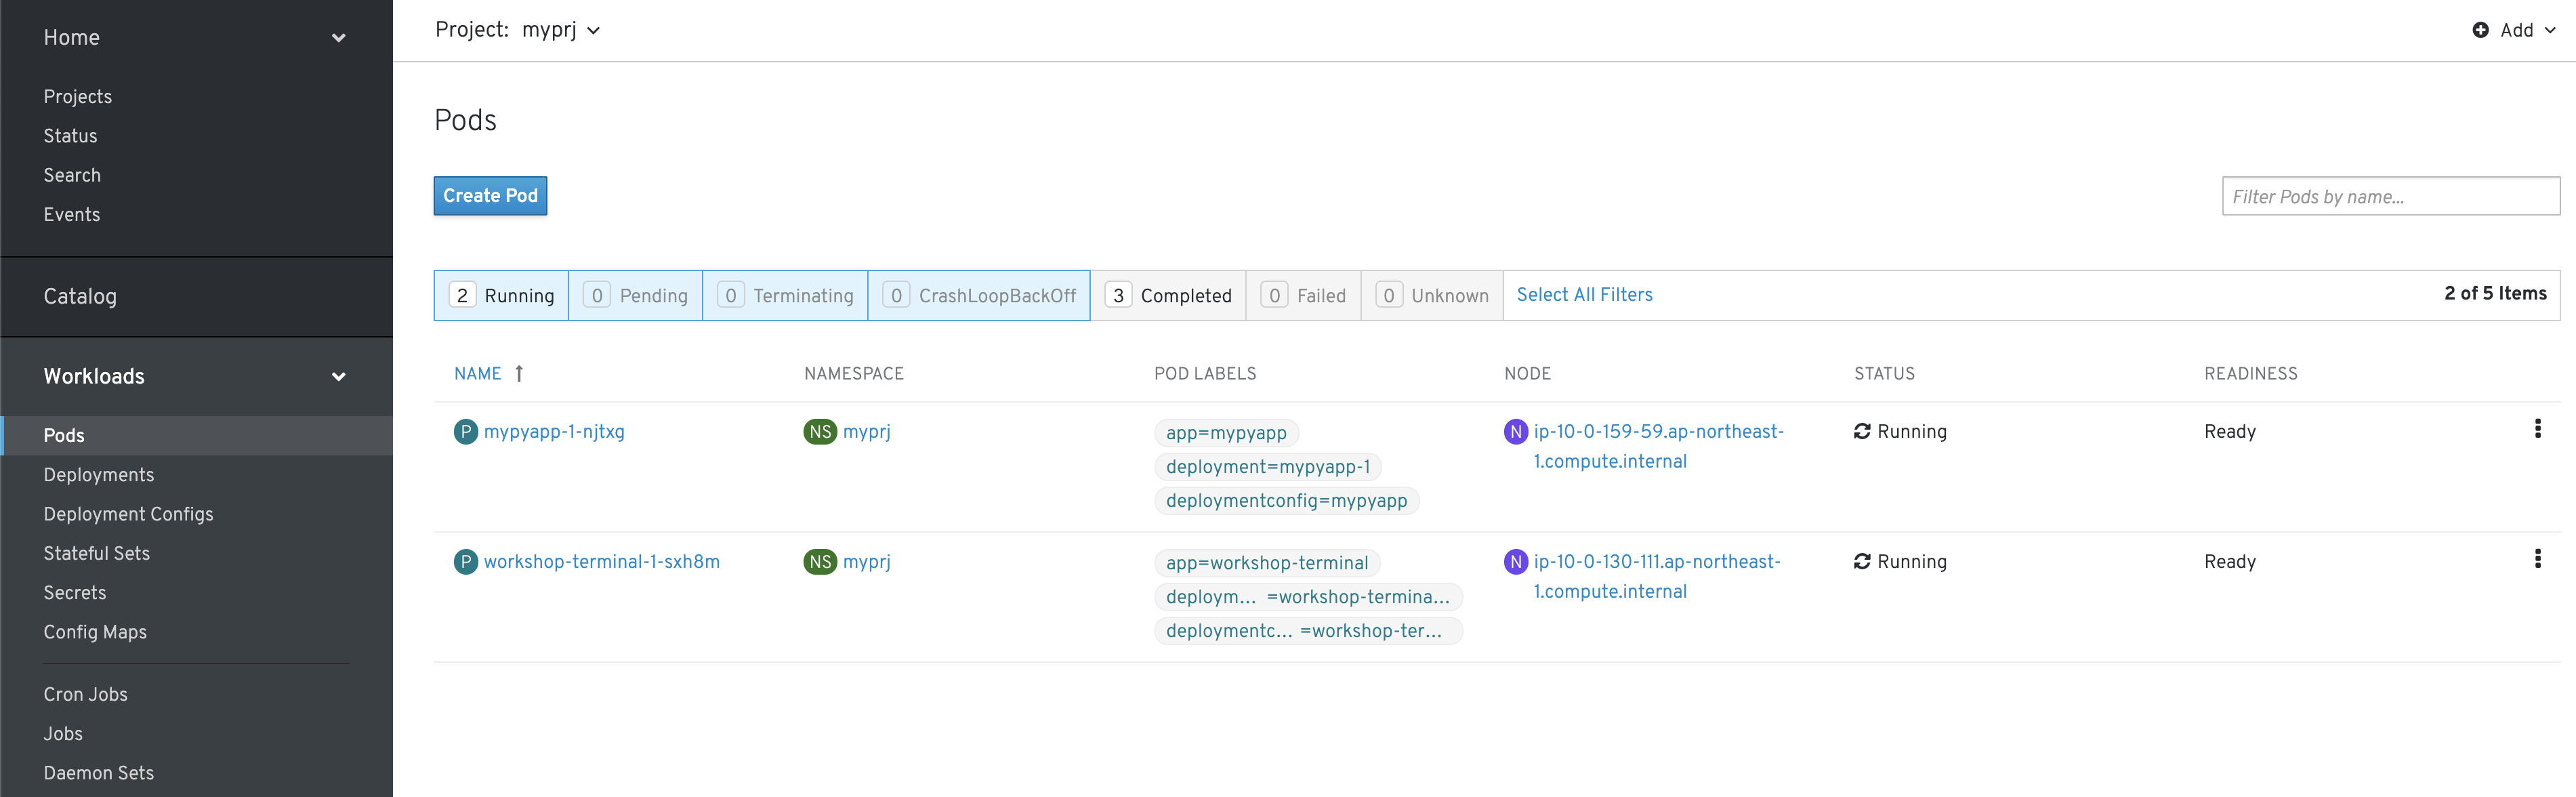 Home
Projects
Status
Search
Events
Catalog
Workloads
Pods
Deployments
Deployment Configs
Stateful Sets
Secrets
Config Maps
Cron Jobs
Jobs
Daemon Sets
Project: myprj
Add
Pods
Create Pod
Filter Pods by name...
2 Running 0 Pending 0 Terminating 0 CrashLoopBackOff 3 Completed 0 Failed 0 Unknown Select All Filters 2 of 5 Items
NAME NAMESPACE POD LABELS NODE STATUS READINESS
P mypyapp-1-njtxg NS myprj app=mypyapp N ip-10-0-159-59.ap-northeast- Running Ready
1.compute.internal
deployment=mypyapp-1
deploymentconfig=mypyapp
P workshop-terminal-1-sxh8m NS myprj app=workshop-terminal N ip-10-0-130-111.ap-northeast- Running Ready
1.compute.internal
deploym... =workshop-termina...
deploymentc... =workshop-ter...